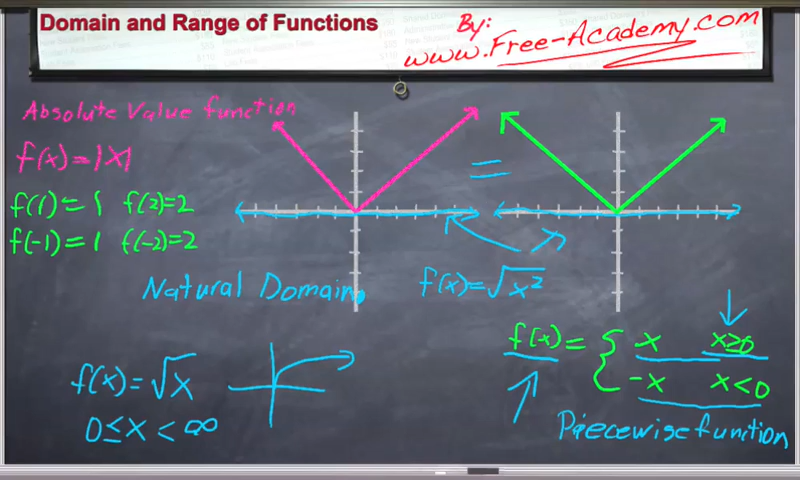 Domain and Range of Functions
By:
www.Free-Academy.com
Absolute Value function
f(x)=|x|
f(1)=1 f(2)=2
f(-1)=1 f(-2)=2
=
Natural Domain
f(x)=√x²
f(x)= { x x≥0
-x x<0
Piecewise function
f(x)=√x
0≤x<∞